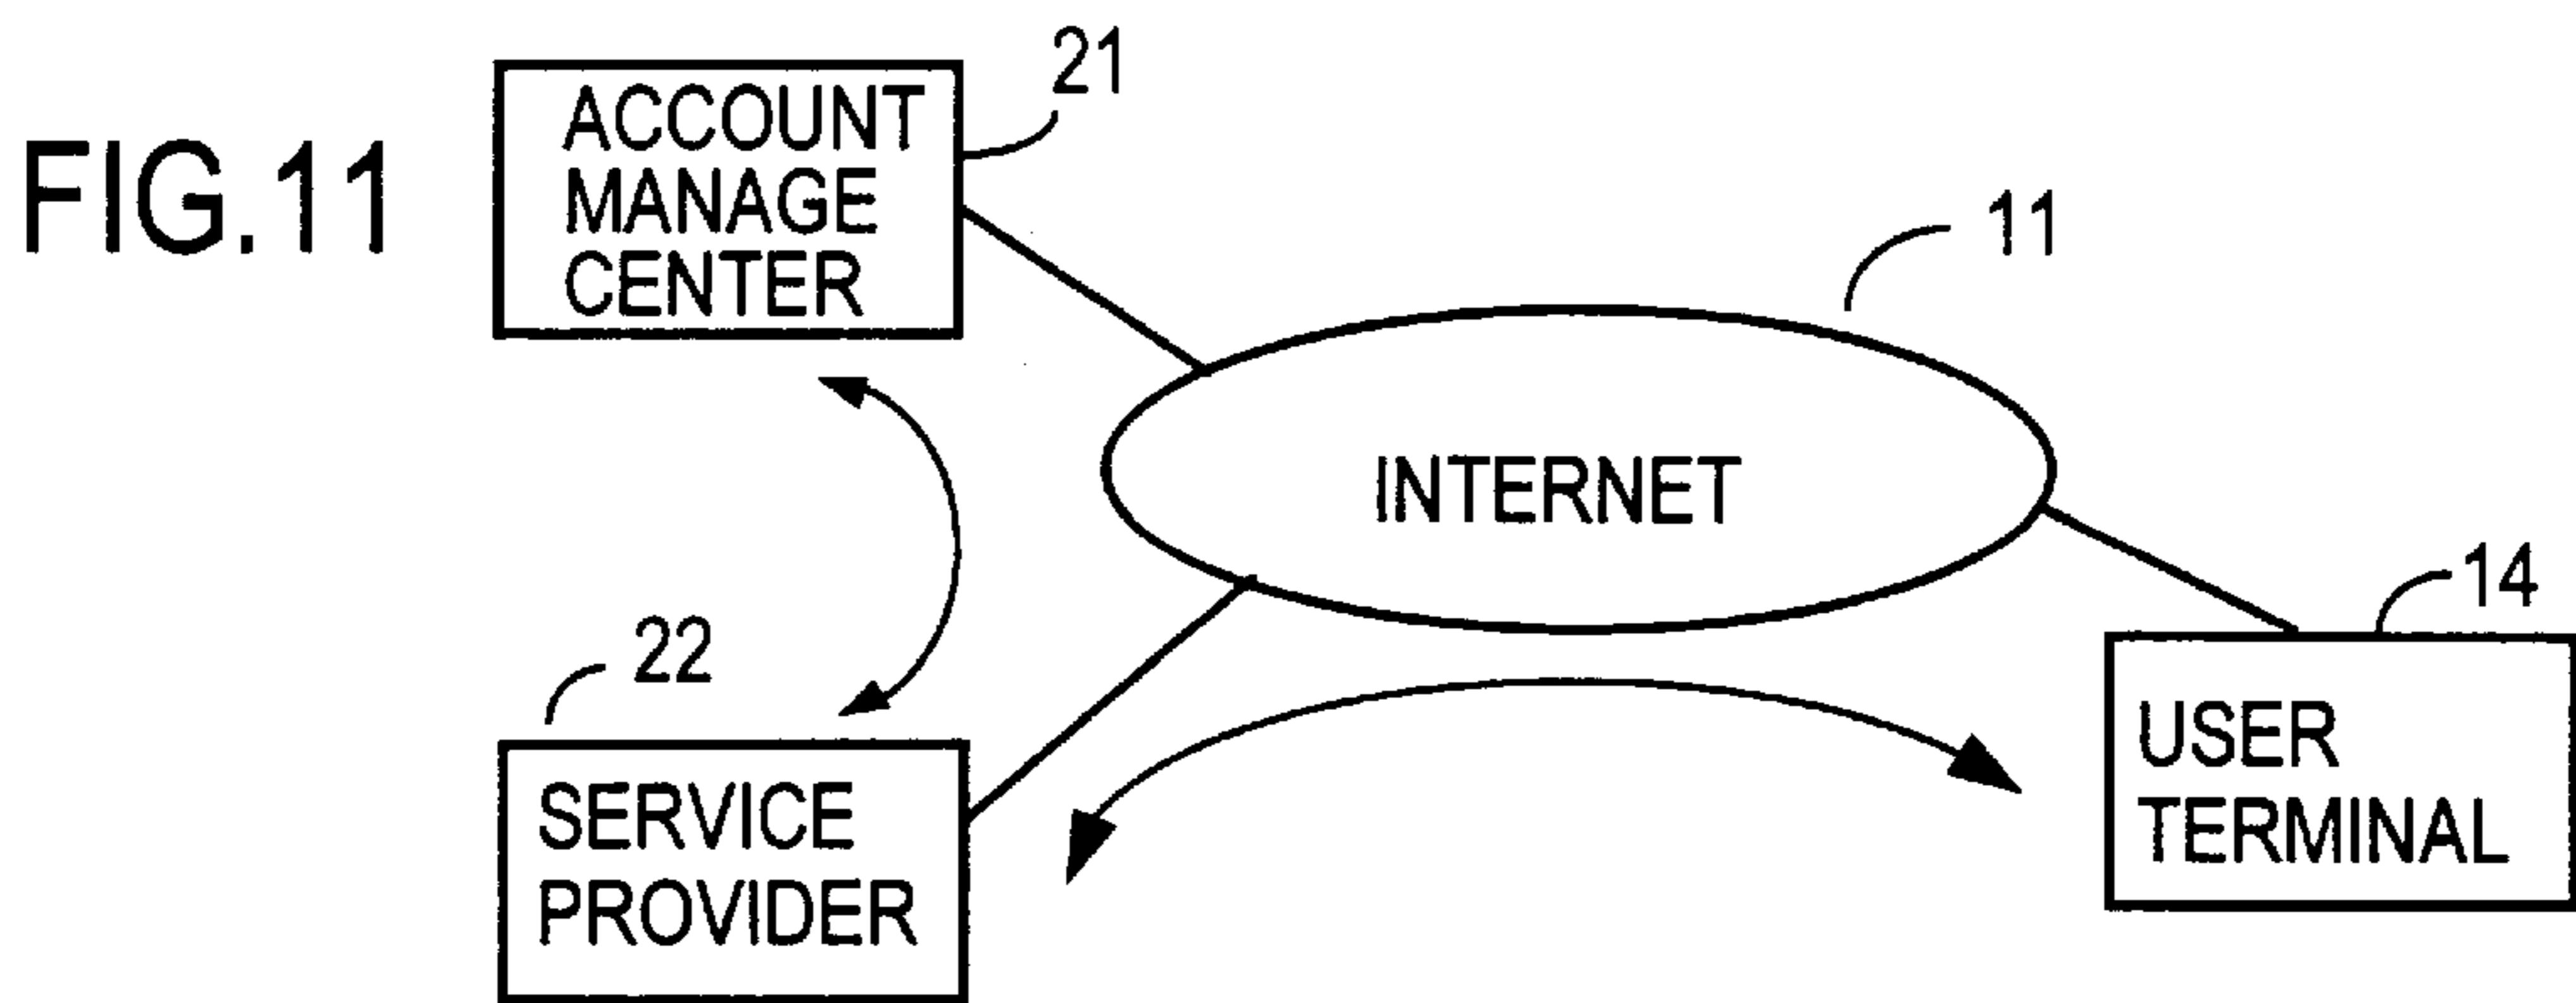 FIG.11
21
ACCOUNT
MANAGE
CENTER
11
INTERNET
14
22
USER
TERMINAL
SERVICE
PROVIDER